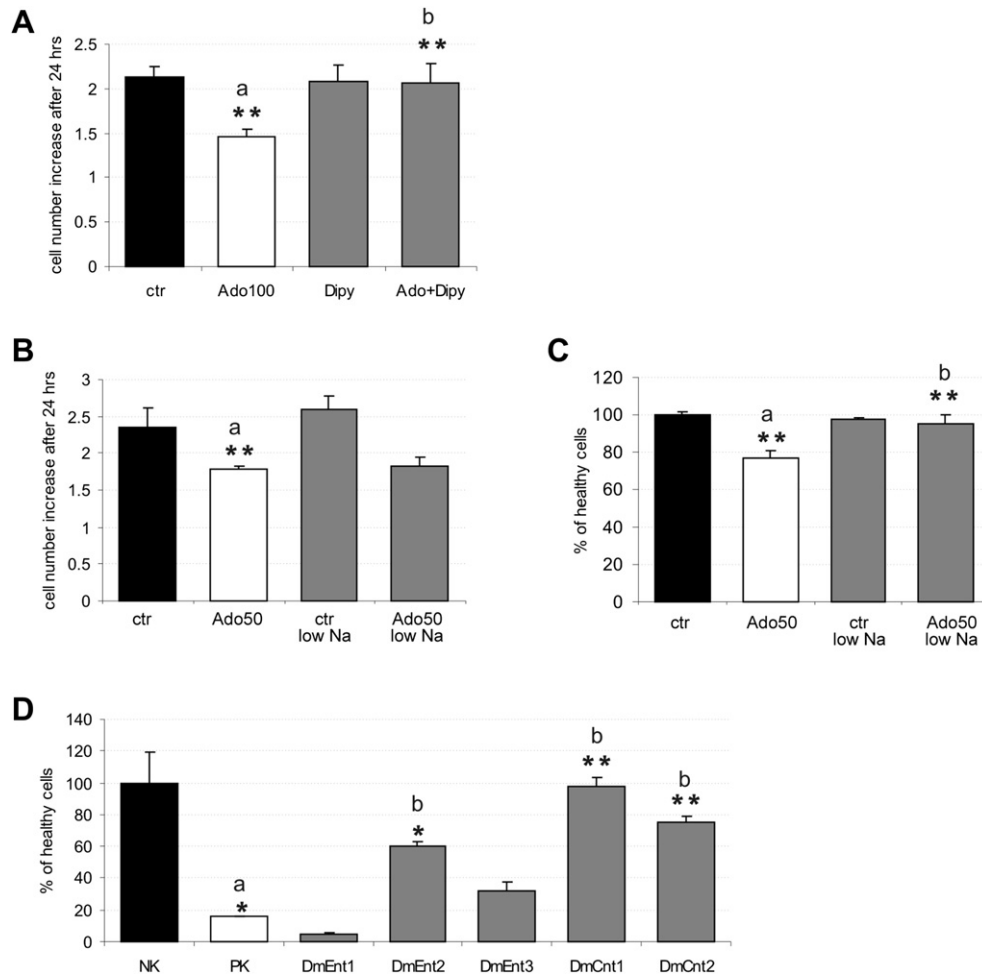 A
cell number increase after 24 hrs
2.5
2
1.5
1
0.5
0
a
**
b
**
ctr Ado100 Dipy Ado+Dipy
B
cell number increase after 24 hrs
3
2.5
2
1.5
1
0.5
0
a
**
ctr Ado50 ctr low Na Ado50 low Na
C
% of healthy cells
120
100
80
60
40
20
0
a
**
b
**
ctr Ado50 ctr low Na Ado50 low Na
D
% of healthy cells
140
120
100
80
60
40
20
0
a
*
b
*
b
**
b
**
NK PK DmEnt1 DmEnt2 DmEnt3 DmCnt1 DmCnt2